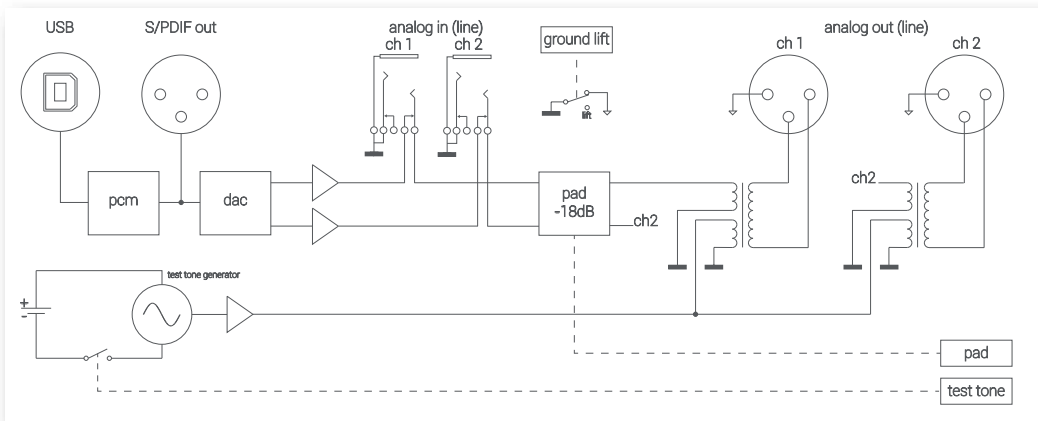 USB
S/PDIF out
analog in (line)
ch 1
ch 2
ground lift
lift
analog out (line)
ch 1
ch 2
pcm
dac
pad
-18dB
ch2
ch2
test tone generator
+
-
pad
test tone